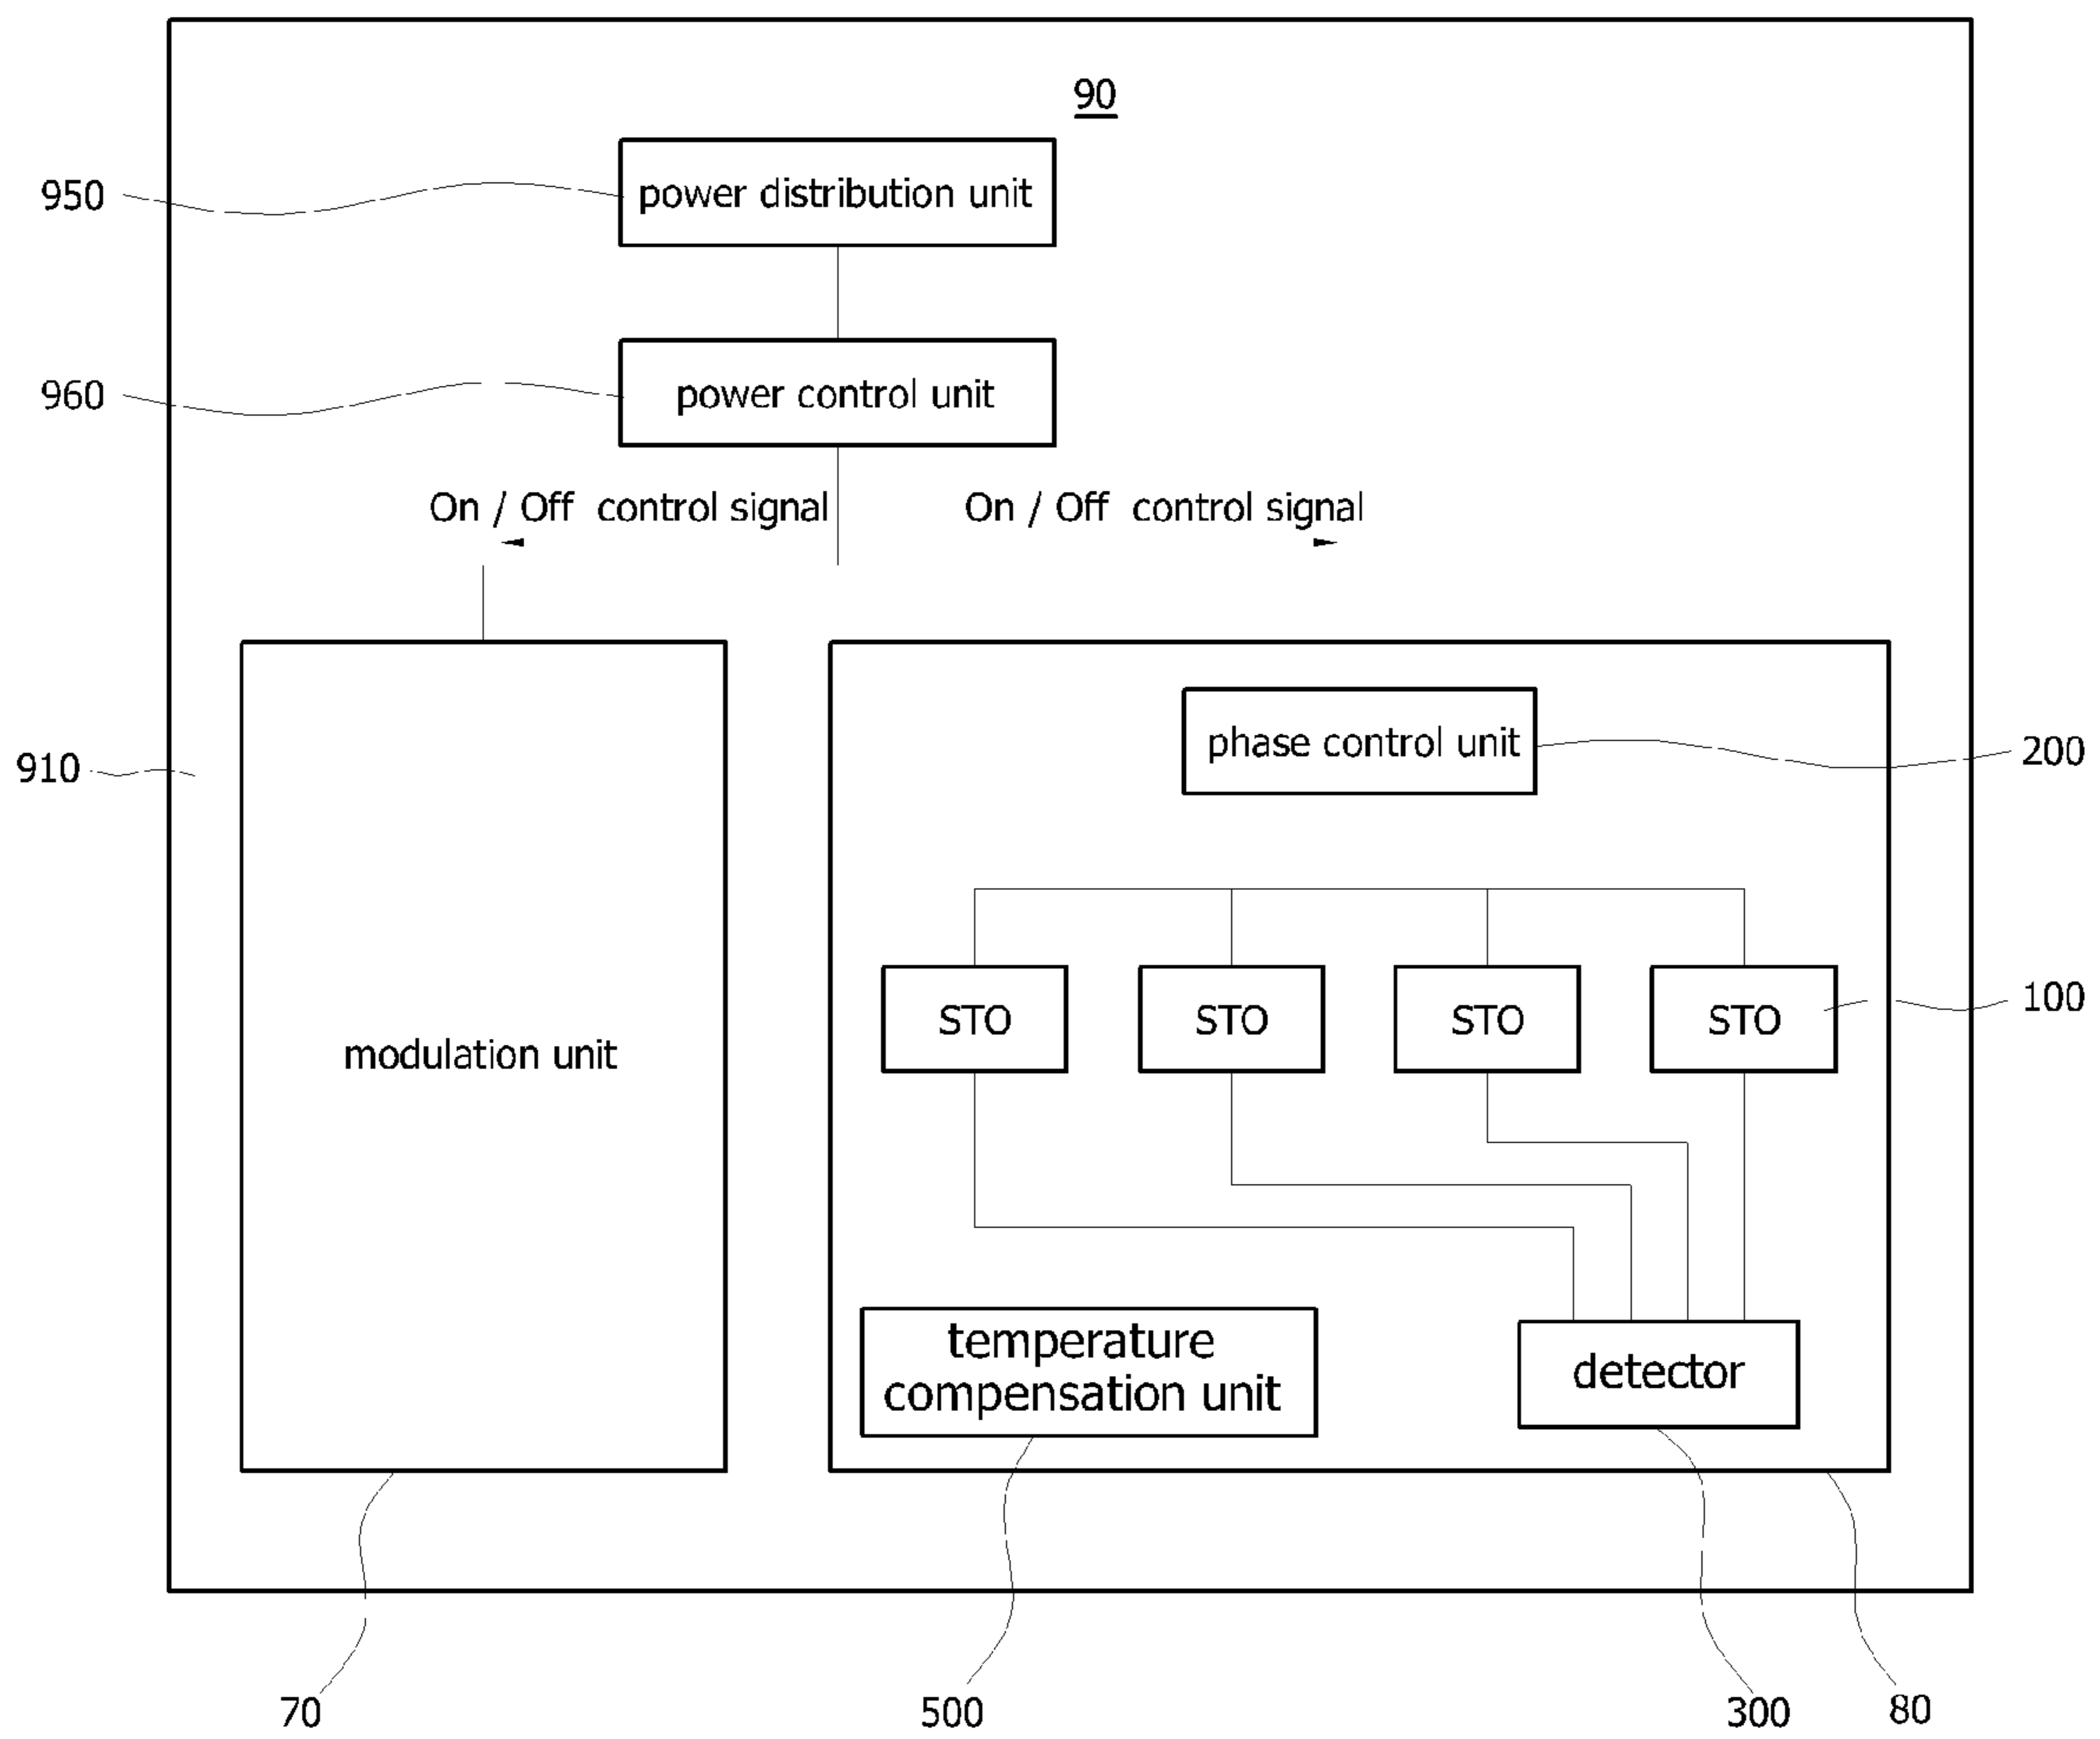 90
950
power distribution unit
960
power control unit
On / Off control signal
On / Off control signal
phase control unit
200
910
STO
STO
STO
STO
100
modulation unit
temperature
compensation unit
detector
70
500
300
80